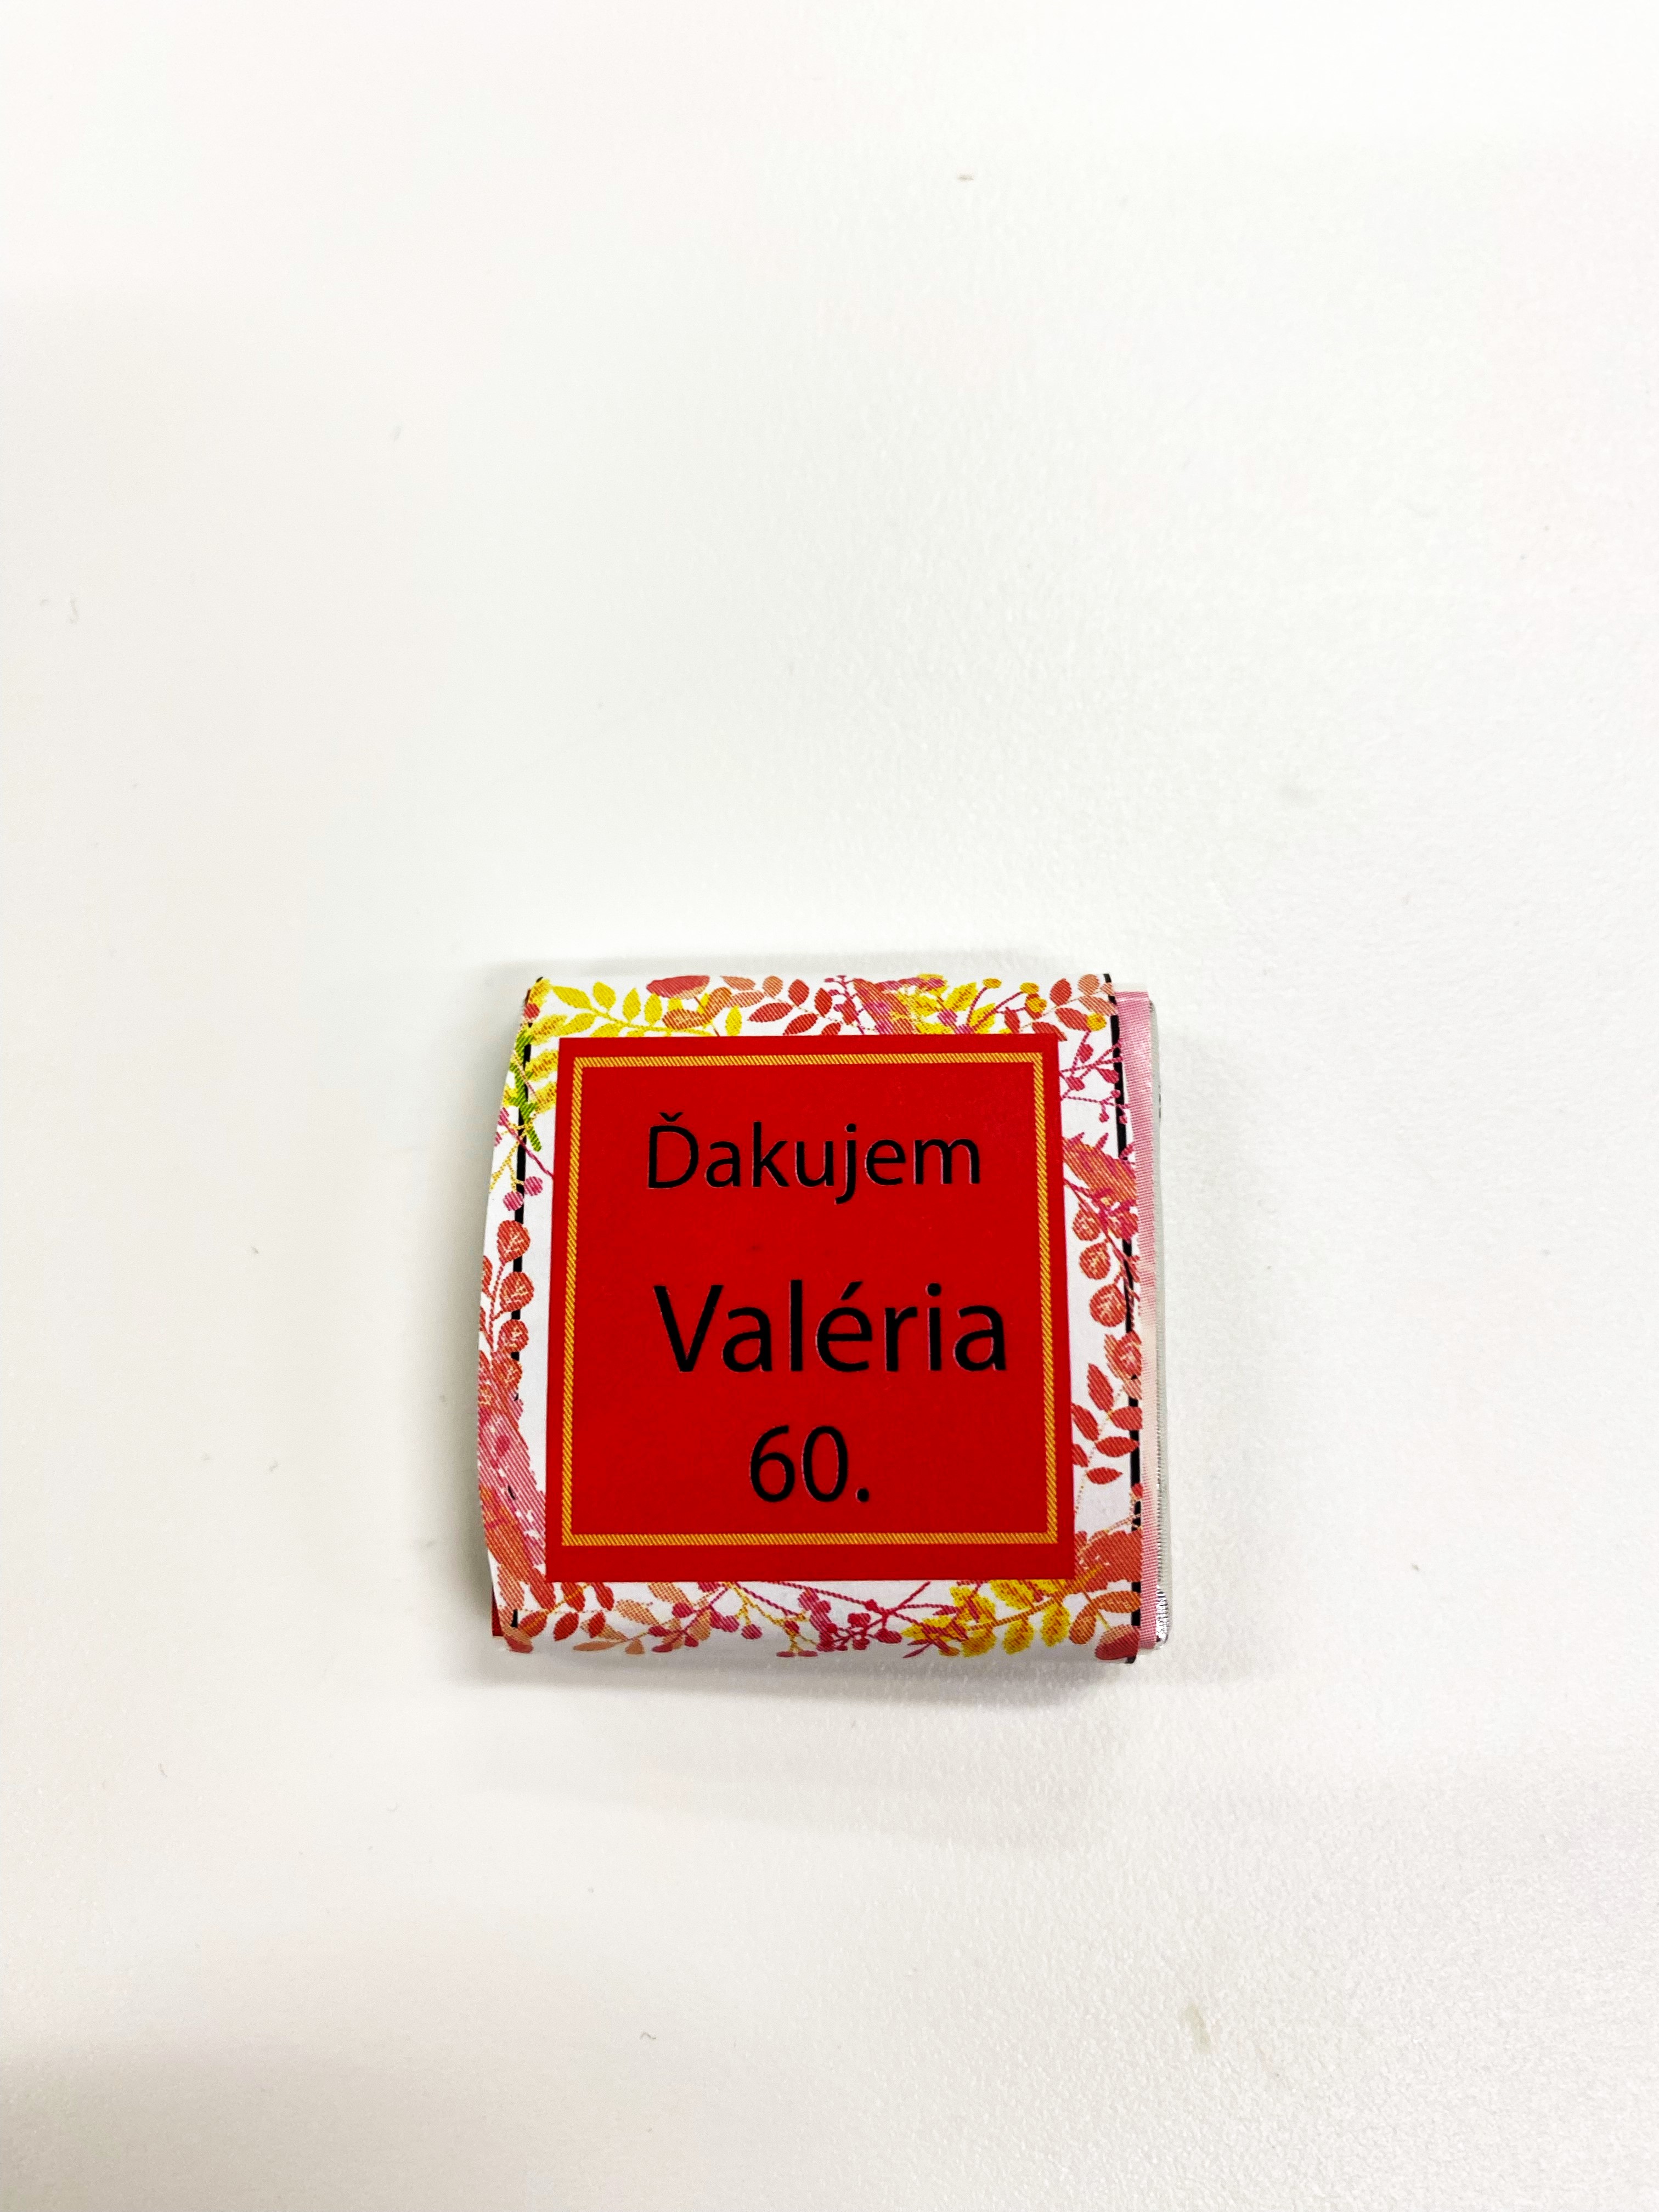 Ďakujem
Valéria
60.